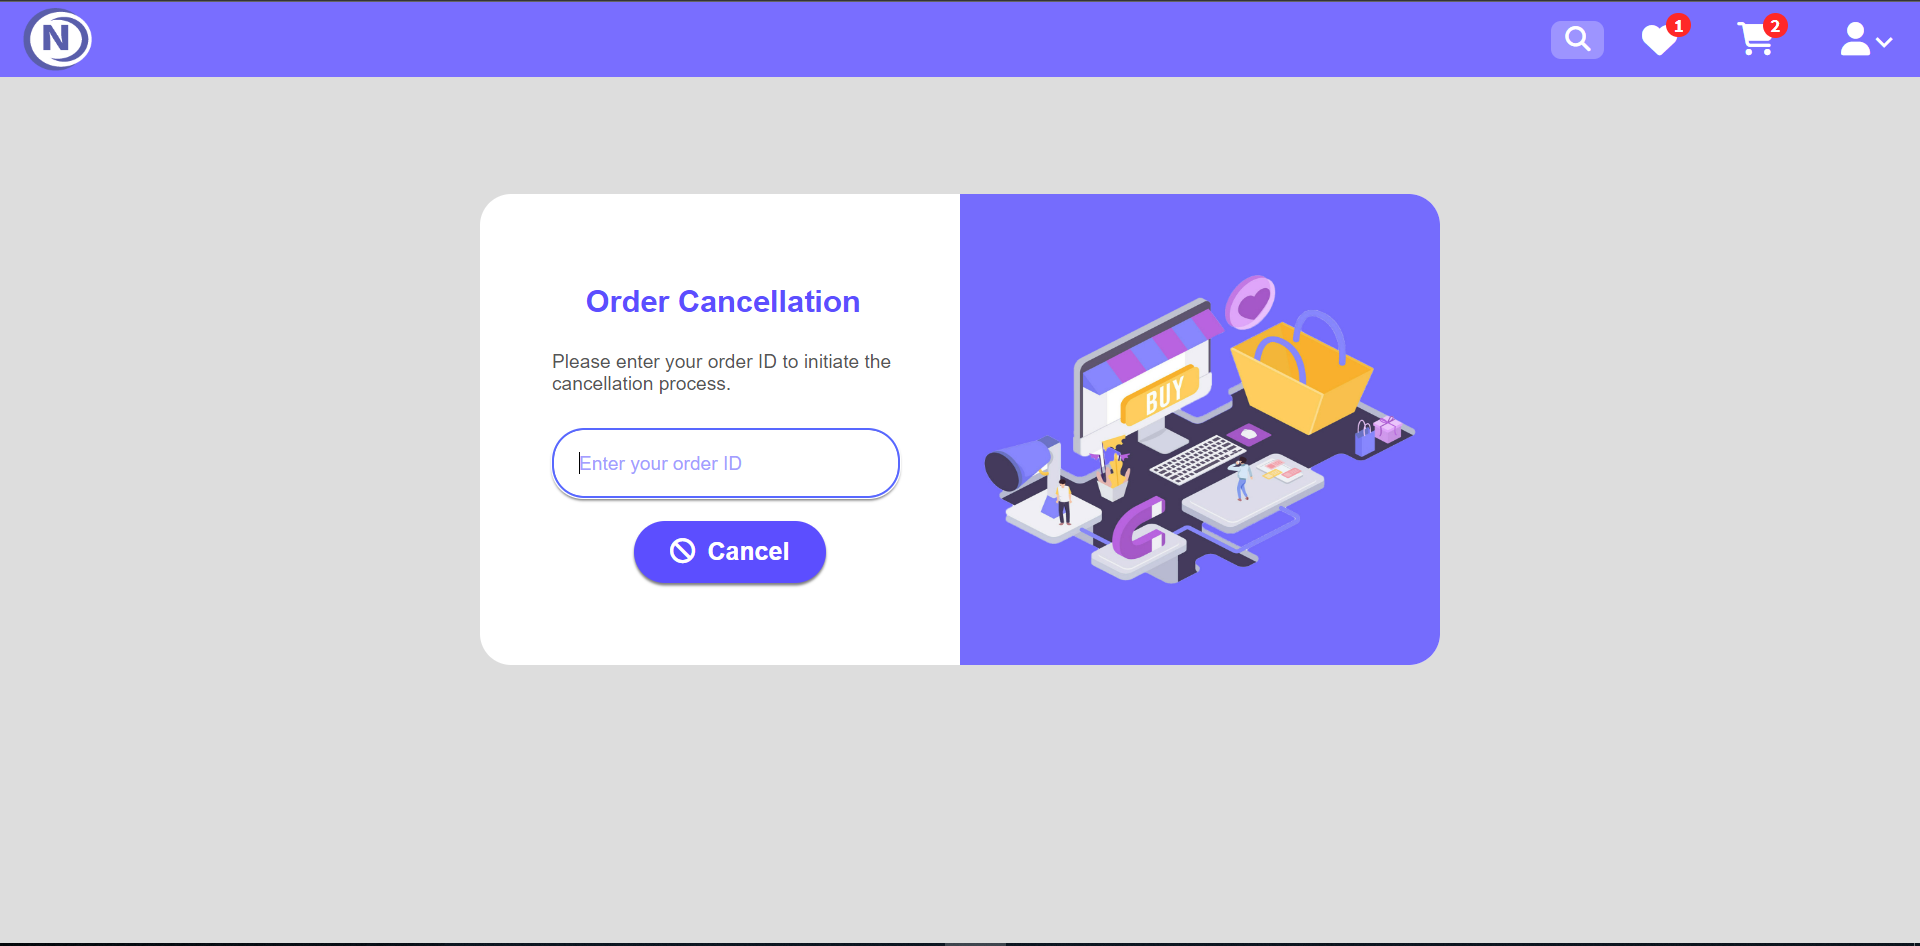 N
1
2
Order Cancellation
Please enter your order ID to initiate the
cancellation process.
Enter your order ID
Cancel
BUY